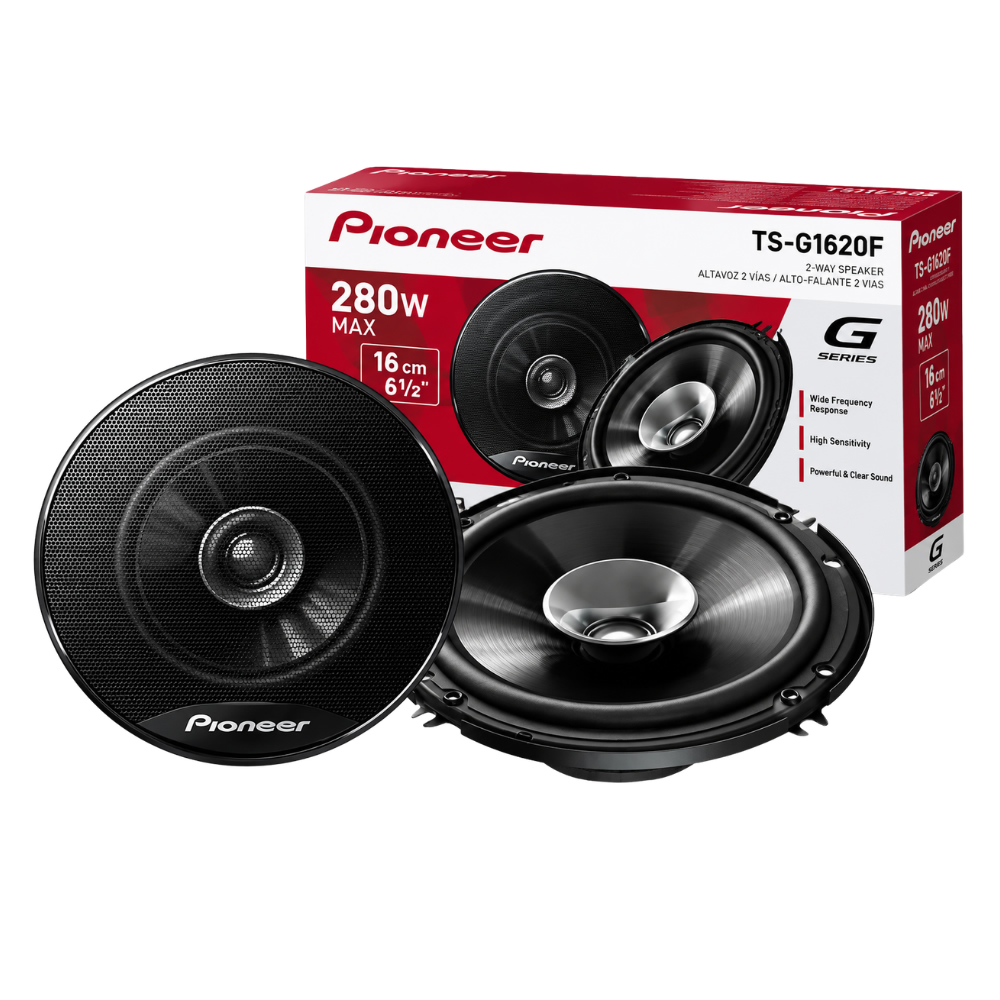 Pioneer
Pioneer
Pioneer
TS-G1620F
2-WAY SPEAKER
ALTAVOZ 2 VÍAS / ALTO-FALANTE 2 VIAS
280W
MAX
16 cm
6½"
G
SERIES
Wide Frequency
Response
High Sensitivity
Powerful & Clear Sound
Pioneer
Pioneer
TS-G1620F
280W
MAX
16 cm
6½"
G
SERIES
Pioneer